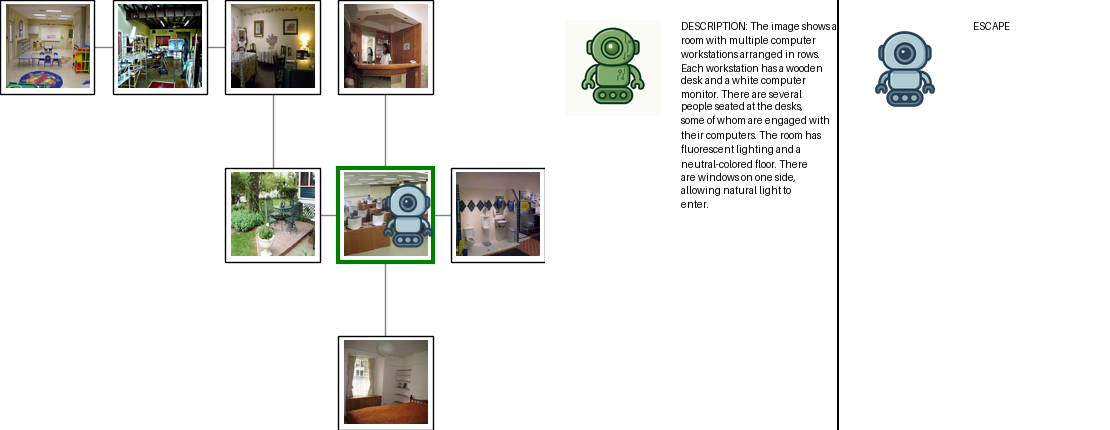 DESCRIPTION: The image shows a
room with multiple computer
workstations arranged in rows.
Each workstation has a wooden
desk and a white computer
monitor. There are several
people seated at the desks,
some of whom are engaged with
their computers. The room has
fluorescent lighting and a
neutral-colored floor. There
are windows on one side,
allowing natural light to
enter.
ESCAPE